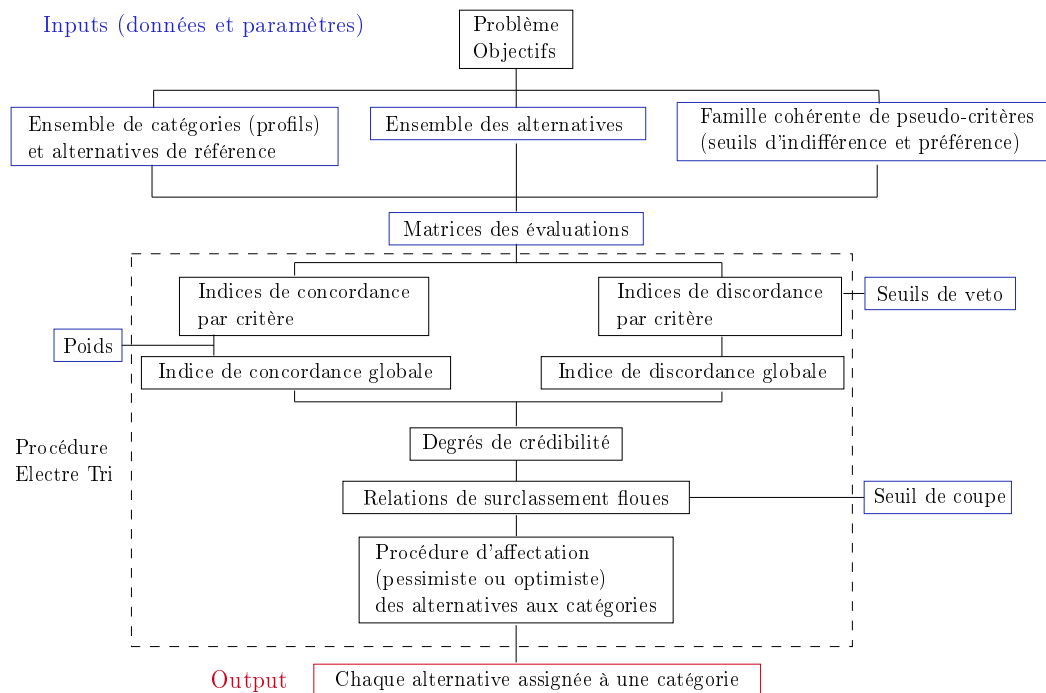 Inputs (données et paramètres)
Problème
Objectifs
Ensemble de catégories (profils)
et alternatives de référence
Ensemble des alternatives
Famille cohérente de pseudo-critères
(seuils d'indifférence et préférence)
Matrices des évaluations
Indices de concordance
par critère
Indices de discordance
par critère
Seuils de veto
Poids
Indice de concordance globale
Indice de discordance globale
Degrés de crédibilité
Procédure
Electre Tri
Relations de surclassement floues
Seuil de coupe
Procédure d'affectation
(pessimiste ou optimiste)
des alternatives aux catégories
Output
Chaque alternative assignée à une catégorie